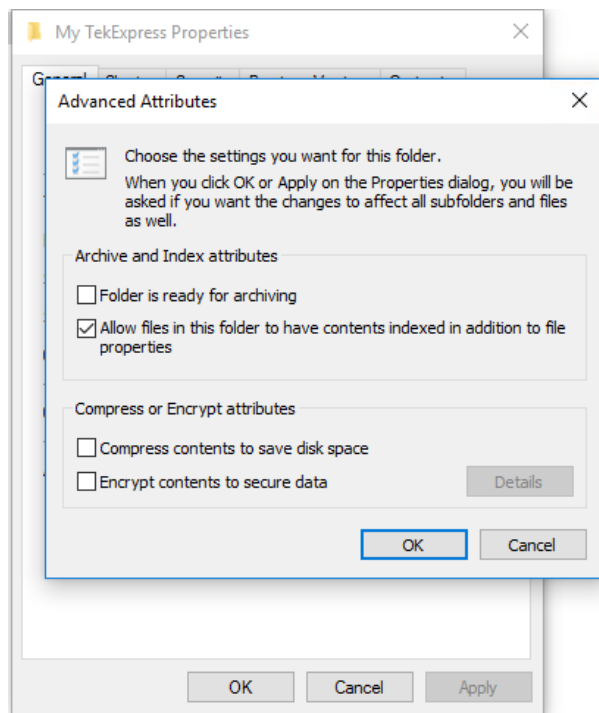 My TekExpress Properties
General
Advanced Attributes
Choose the settings you want for this folder.
When you click OK or Apply on the Properties dialog, you will be
asked if you want the changes to affect all subfolders and files
as well.
Archive and Index attributes
Folder is ready for archiving
Allow files in this folder to have contents indexed in addition to file
properties
Compress or Encrypt attributes
Compress contents to save disk space
Encrypt contents to secure data
Details
OK
Cancel
OK
Cancel
Apply